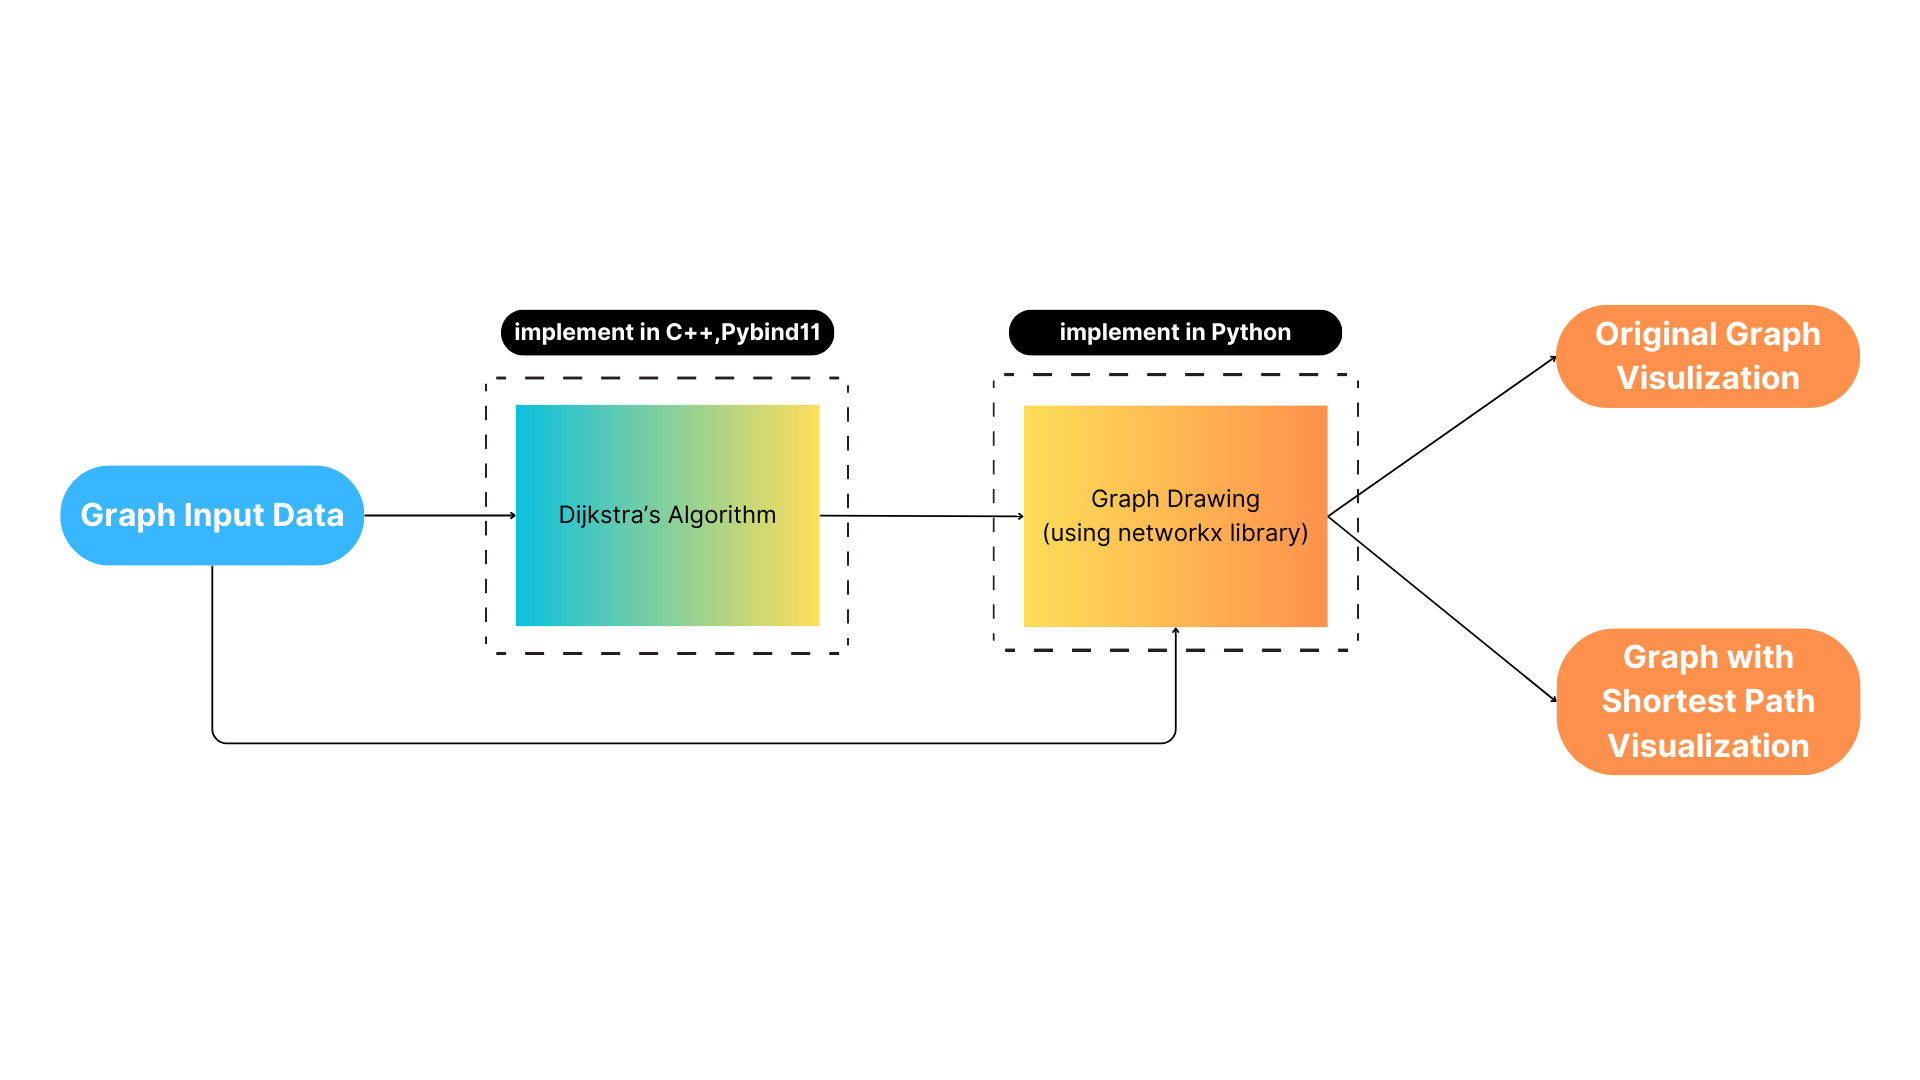 implement in C++,Pybind11
implement in Python
Original Graph
Visulization
Graph Input Data
Dijkstra’s Algorithm
Graph Drawing
(using networkx library)
Graph with
Shortest Path
Visualization